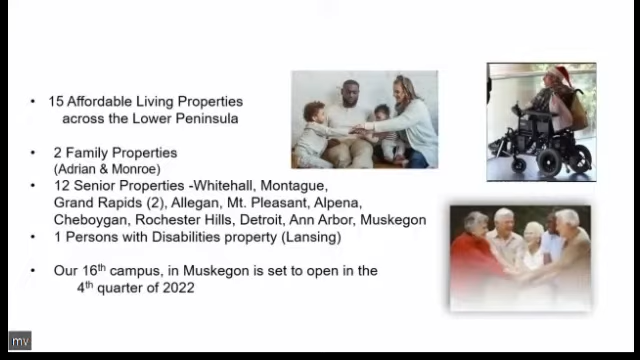 • 15 Affordable Living Properties
across the Lower Peninsula
• 2 Family Properties
(Adrian & Monroe)
• 12 Senior Properties -Whitehall, Montague,
Grand Rapids (2), Allegan, Mt. Pleasant, Alpena,
Cheboygan, Rochester Hills, Detroit, Ann Arbor, Muskegon
• 1 Persons with Disabilities property (Lansing)
• Our 16th campus, in Muskegon is set to open in the
4th quarter of 2022
mv